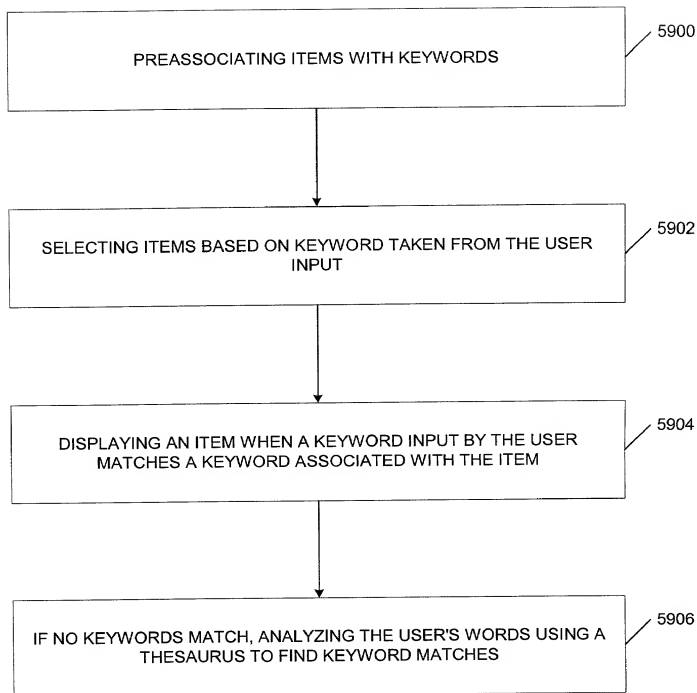 5900
PREASSOCIATING ITEMS WITH KEYWORDS
5902
SELECTING ITEMS BASED ON KEYWORD TAKEN FROM THE USER
INPUT
5904
DISPLAYING AN ITEM WHEN A KEYWORD INPUT BY THE USER
MATCHES A KEYWORD ASSOCIATED WITH THE ITEM
5906
IF NO KEYWORDS MATCH, ANALYZING THE USER'S WORDS USING A
THESAURUS TO FIND KEYWORD MATCHES